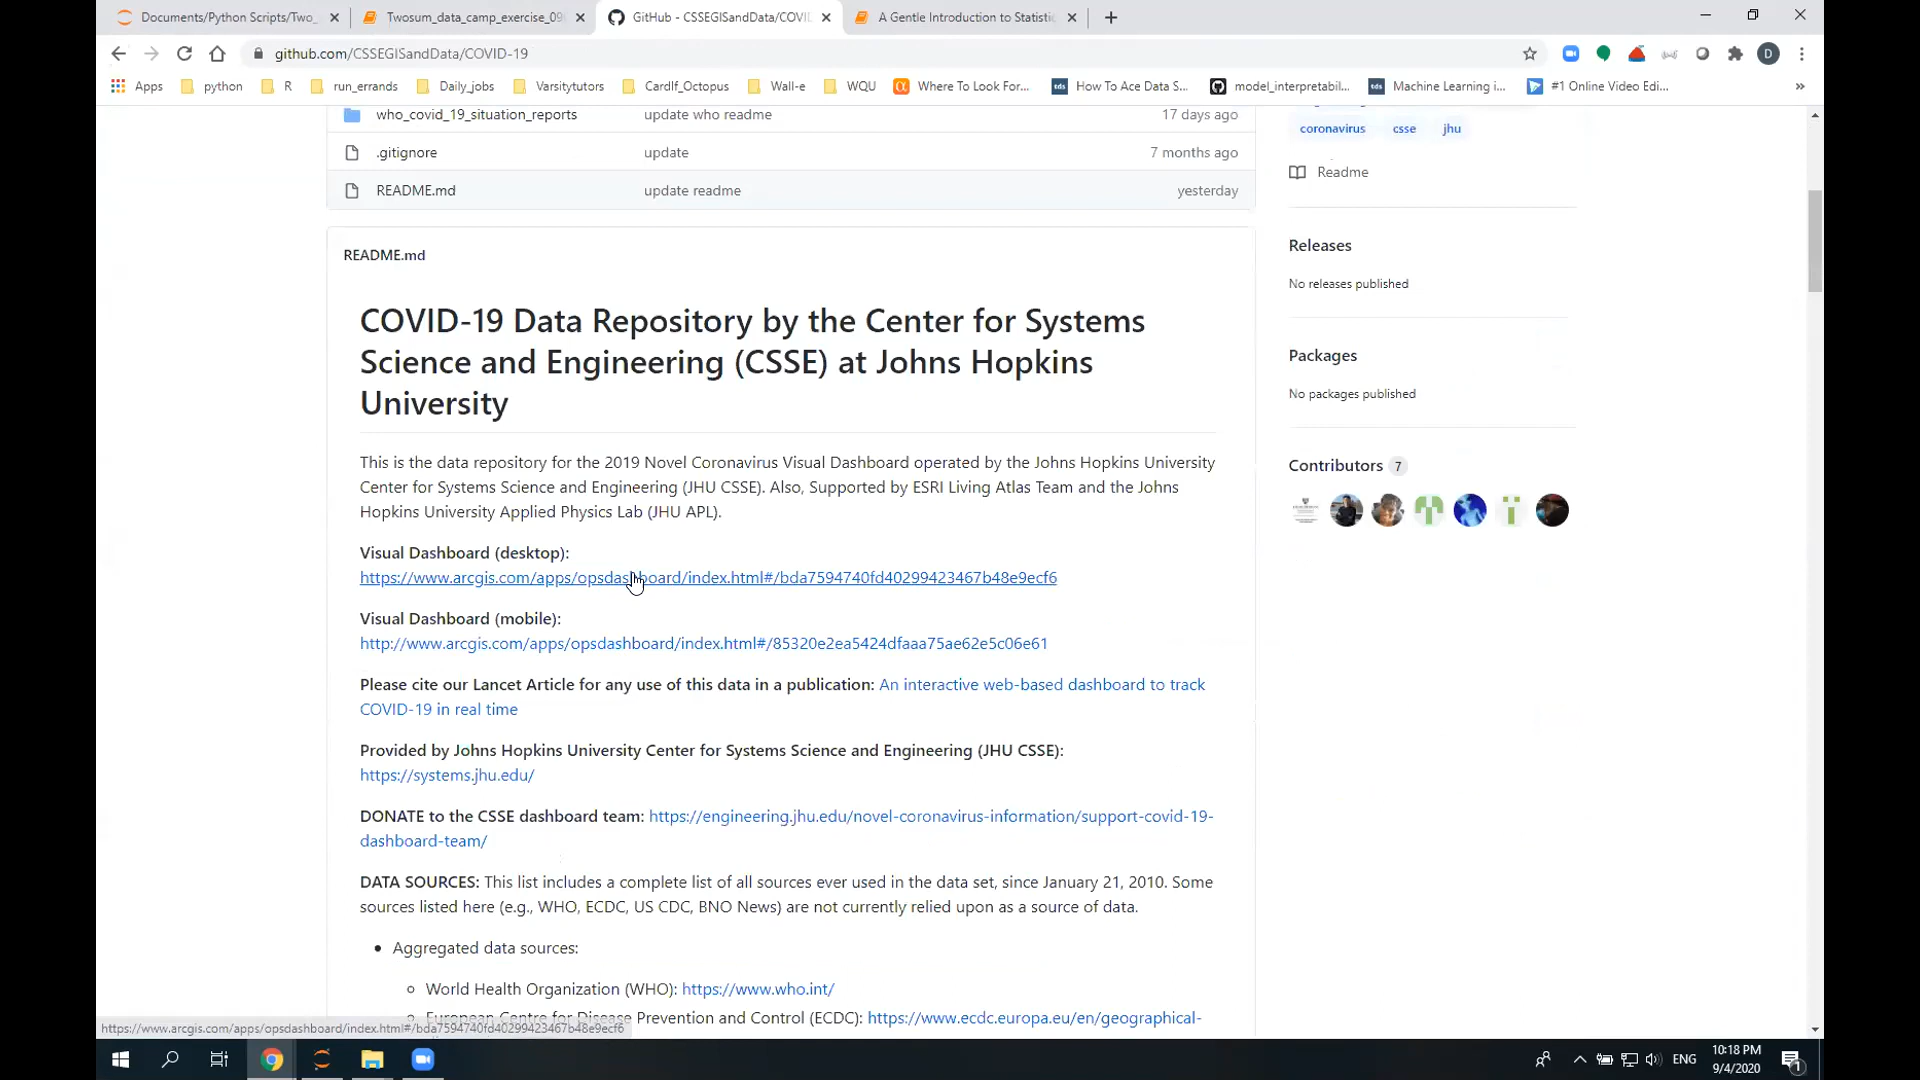 Documents/Python Scripts/Two_
Twosum_data_camp_exercise_09
GitHub - CSSEGISandData/COVI
A Gentle Introduction to Statistic
github.com/CSSEGISandData/COVID-19
D
Apps
python
R
run_errands
Daily_jobs
Varsitytutors
Cardlf_Octopus
Wall-e
WQU
Where To Look For...
tds
How To Ace Data S...
model_interpretabil...
tds
Machine Learning i...
#1 Online Video Edi...
»
who_covid_19_situation_reports
update who readme
17 days ago
coronavirus
csse
jhu
.gitignore
update
7 months ago
Readme
README.md
update readme
yesterday
README.md
Releases
No releases published
COVID-19 Data Repository by the Center for Systems
Science and Engineering (CSSE) at Johns Hopkins
University
Packages
No packages published
Contributors 7
This is the data repository for the 2019 Novel Coronavirus Visual Dashboard operated by the Johns Hopkins University
Center for Systems Science and Engineering (JHU CSSE). Also, Supported by ESRI Living Atlas Team and the Johns
Hopkins University Applied Physics Lab (JHU APL).
Visual Dashboard (desktop):
https://www.arcgis.com/apps/opsdashboard/index.html#/bda7594740fd40299423467b48e9ecf6
Visual Dashboard (mobile):
http://www.arcgis.com/apps/opsdashboard/index.html#/85320e2ea5424dfaaa75ae62e5c06e61
Please cite our Lancet Article for any use of this data in a publication: An interactive web-based dashboard to track
COVID-19 in real time
Provided by Johns Hopkins University Center for Systems Science and Engineering (JHU CSSE):
https://systems.jhu.edu/
DONATE to the CSSE dashboard team: https://engineering.jhu.edu/novel-coronavirus-information/support-covid-19-
dashboard-team/
DATA SOURCES: This list includes a complete list of all sources ever used in the data set, since January 21, 2010. Some
sources listed here (e.g., WHO, ECDC, US CDC, BNO News) are not currently relied upon as a source of data.
• Aggregated data sources:
World Health Organization (WHO): https://www.who.int/
European Centre for Disease Prevention and Control (ECDC): https://www.ecdc.europa.eu/en/geographical-
https://www.arcgis.com/apps/opsdashboard/index.html#/bda7594740fd40299423467b48e9ecf6
ENG
10:18 PM
9/4/2020
1